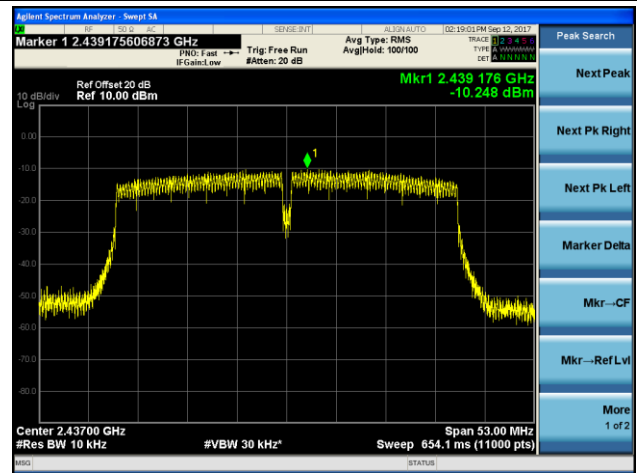 Agilent Spectrum Analyzer - Swept SA
LXI RF 50 Ω AC SENSE:INT ALIGN AUTO 02:19:01 PM Sep 12, 2017
Marker 1 2.439175606873 GHz
PNO: Fast
IFGain:Low
Trig: Free Run
#Atten: 20 dB
Avg Type: RMS
Avg|Hold: 100/100
TRACE 1 2 3 4 5 6
TYPE A WWWWW
DET A N N N N N
Peak Search
Ref Offset 20 dB
10 dB/div Ref 10.00 dBm
Log
Mkr1 2.439 176 GHz
-10.248 dBm
0.00
-10.0
-20.0
-30.0
-40.0
-50.0
-60.0
-70.0
-80.0
1
Center 2.43700 GHz
#Res BW 10 kHz
#VBW 30 kHz*
Span 53.00 MHz
Sweep 654.1 ms (11000 pts)
Next Peak
Next Pk Right
Next Pk Left
Marker Delta
Mkr→CF
Mkr→Ref Lvl
More
1 of 2
MSG
STATUS